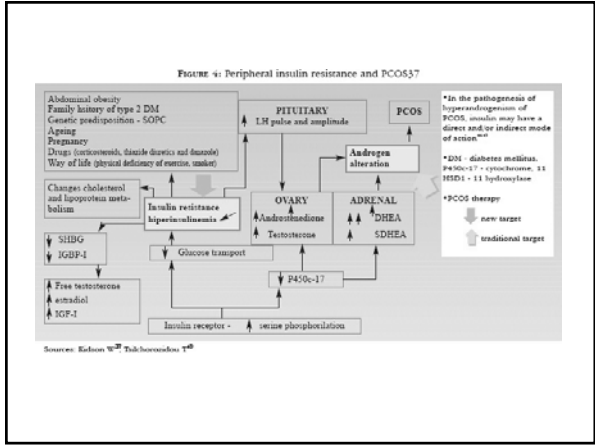 FIGURE 4: Peripheral insulin resistance and PCOS37
Abdominal obesity
Family hsitory of type 2 DM
Genetic predisposition - SOPC
Ageing
Pregnancy
Drugs (corticosteroids, thiazide diuretics and danazole)
Way of life (physical deficiency of exercise, smaker)
PITUITARY
LH pulse and amplitude
PCOS
Androgen
alteration
Changes cholesterol
and lipoprotein meta-
bolism
Insulin resistance
hiperinsulinemia
OVARY
Androstenedione
Testosterone
ADRENAL
DHEA
SDHEA
SHBG
IGBP-I
Glucose transport
P450c-17
Free testosterone
estradiol
IGF-I
Insulin receptor - serine phosphorilation
*In the pathogenesis of
hyperandrogenism of
PCOS, insulin may have a
direct and/or indirect mode
of action
*DM - diabetes mellitus,
P450c-17 - cytochrome, 11
HSD1 - 11 hydroxylase
*PCOS therapy
new target
traditional target
Sources: Kidson W